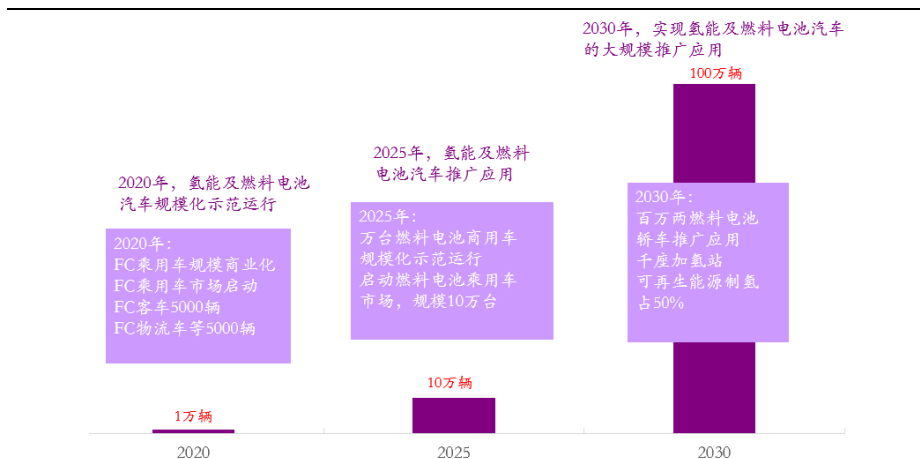 2030年，实现氢能及燃料电池汽车
的大规模推广应用
100万辆
2025年，氢能及燃料
电池汽车推广应用
2020年，氢能及燃料电池
汽车规模化示范运行
2020年：
FC乘用车规模商业化
FC乘用车市场启动
FC客车5000辆
FC物流车等5000辆
2025年：
万台燃料电池商用车
规模化示范运行
启动燃料电池乘用车
市场，规模10万台
2030年：
百万两燃料电池
轿车推广应用
千座加氢站
可再生能源制氢
占50%
1万辆
10万辆
2020
2025
2030